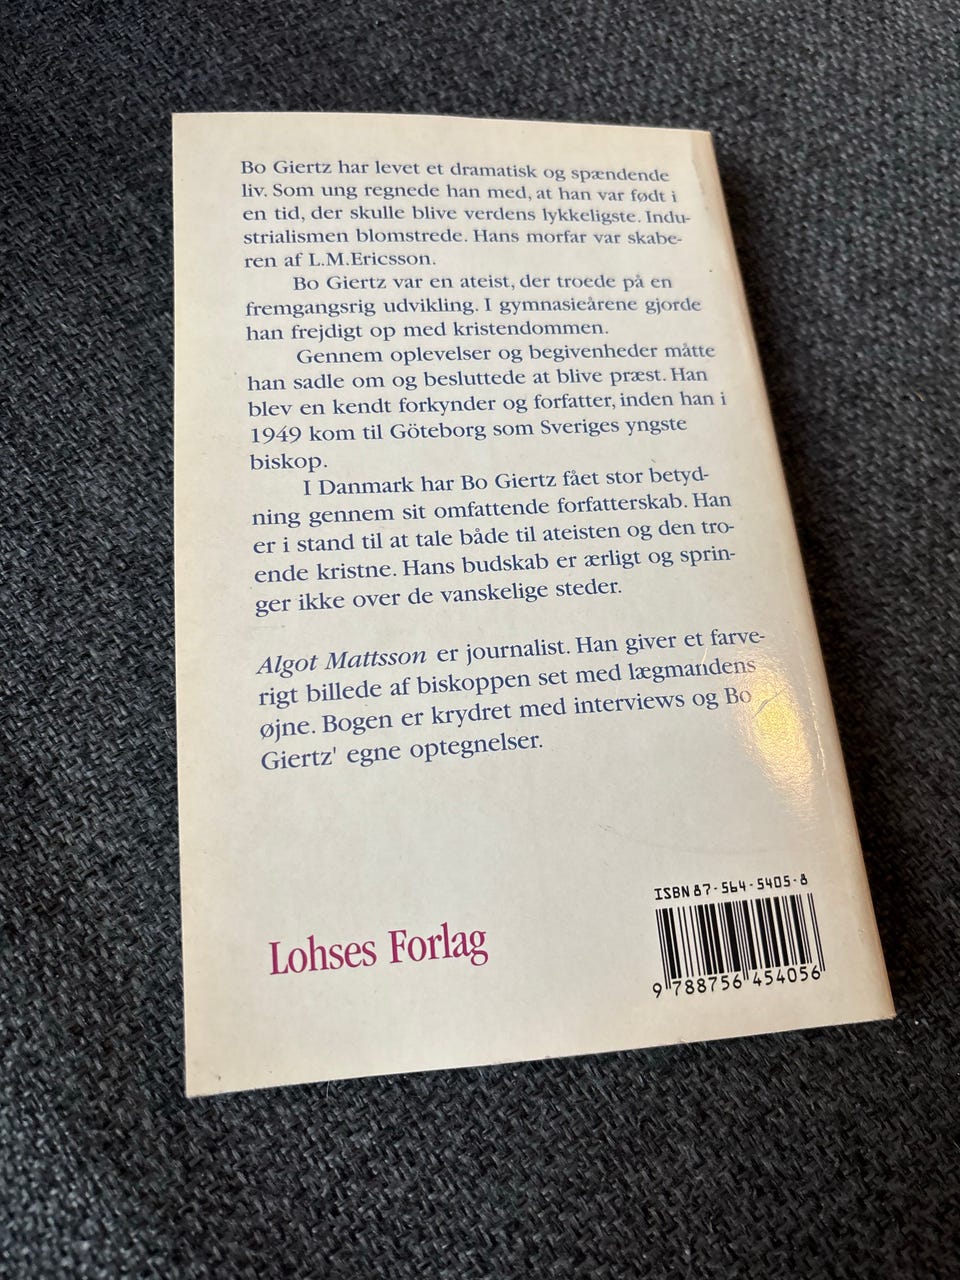 Bo Giertz har levet et dramatisk og spændende
liv. Som ung regnede han med, at han var født i
en tid, der skulle blive verdens lykkeligste. Indu-
strialismen blomstrede. Hans morfar var skabe-
ren af L.M.Ericsson.
Bo Giertz var en ateist, der troede på en
fremgangsrig udvikling. I gymnasieårene gjorde
han frejdigt op med kristendommen.
Gennem oplevelser og begivenheder måtte
han sadle om og besluttede at blive præst. Han
blev en kendt forkynder og forfatter, inden han i
1949 kom til Göteborg som Sveriges yngste
biskop.
I Danmark har Bo Giertz fået stor betyd-
ning gennem sit omfattende forfatterskab. Han
er i stand til at tale både til ateisten og den tro-
ende kristne. Hans budskab er ærligt og sprin-
ger ikke over de vanskelige steder.
Algot Mattsson er journalist. Han giver et farve-
rigt billede af biskoppen set med lægmandens
øjne. Bogen er krydret med interviews og Bo
Giertz' egne optegnelser.
ISBN 87-564-5405-8
Lohses Forlag
9 788756 454056